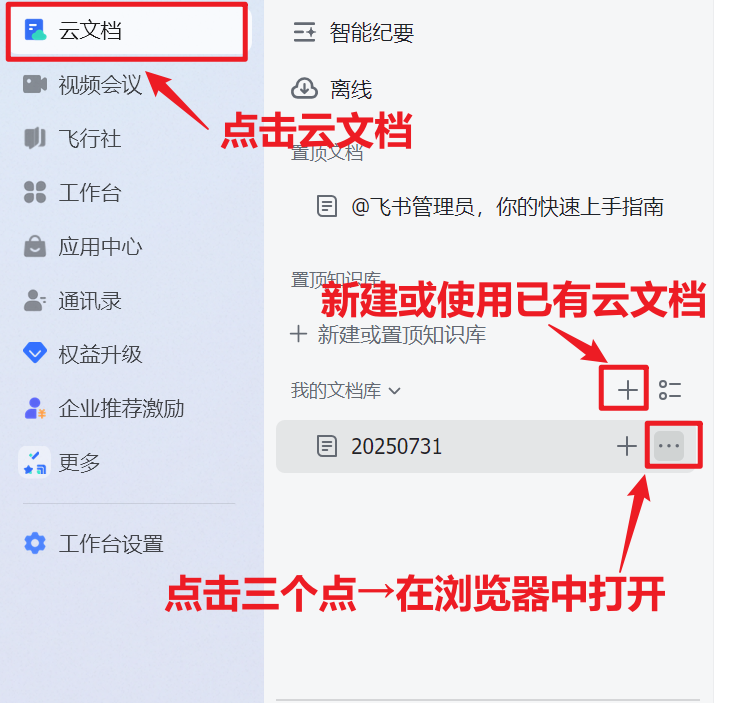 云文档
视频会议
飞行社
工作台
应用中心
通讯录
权益升级
企业推荐激励
更多
工作台设置
智能纪要
离线
点击云文档
置顶文档
@飞书管理员，你的快速上手指南
置顶知识库
新建或使用已有云文档
新建或置顶知识库
我的文档库
20250731
点击三个点→在浏览器中打开